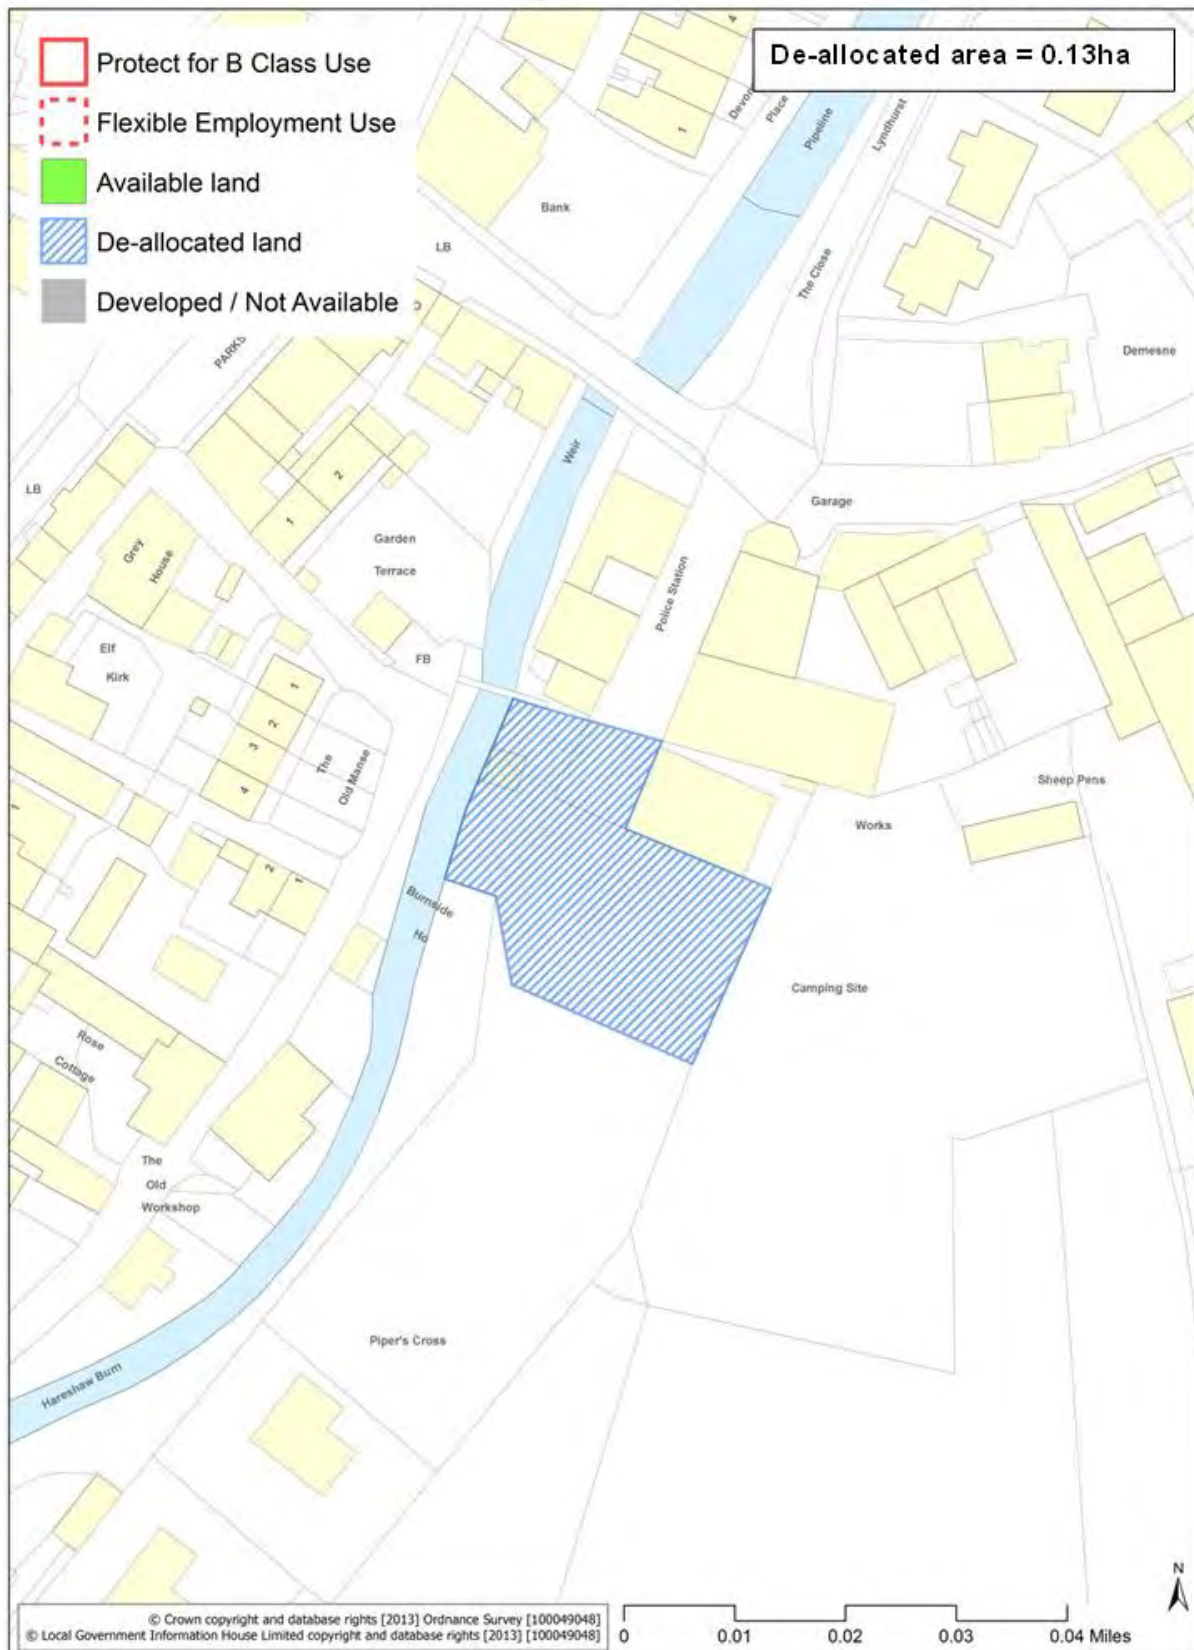 De-allocated area = 0.13ha
Protect for B Class Use
Flexible Employment Use
Available land
De-allocated land
Developed / Not Available
4
1
Place
Pipeline
Lyndhurst
Bank
LB
The Close
Demesne
Weir
LB
2
1
Garage
Garden
Terrace
Grey
House
Police Station
Elf
Kirk
FB
1
2
3
4
The
Old Manse
Sheep Pens
Works
1
2
1
Burnside
Ho
Camping Site
Rose
Cottage
The
Old
Workshop
Piper's Cross
Hareshaw Burn
N
© Crown copyright and database rights [2013] Ordnance Survey [100049048]
© Local Government Information House Limited copyright and database rights [2013] [100049048]
0 0.01 0.02 0.03 0.04 Miles